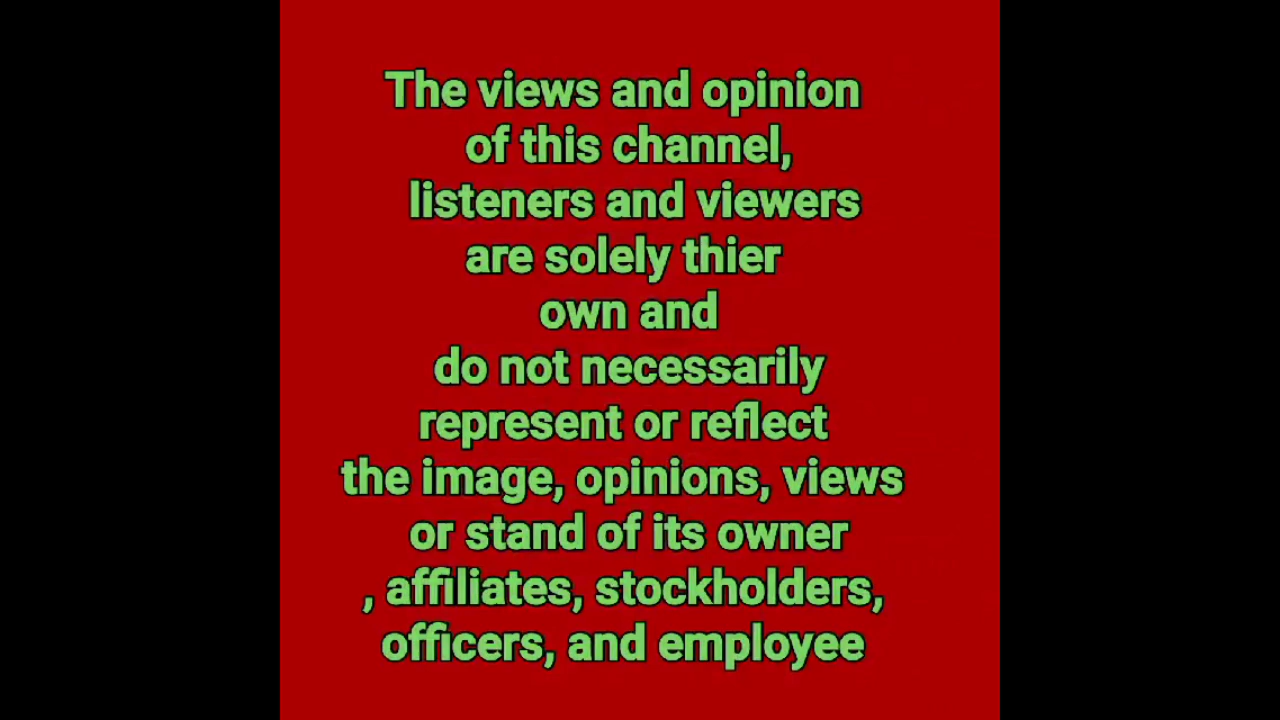 The views and opinion
of this channel,
listeners and viewers
are solely thier
own and
do not necessarily
represent or reflect
the image, opinions, views
or stand of its owner
, affiliates, stockholders,
officers, and employee